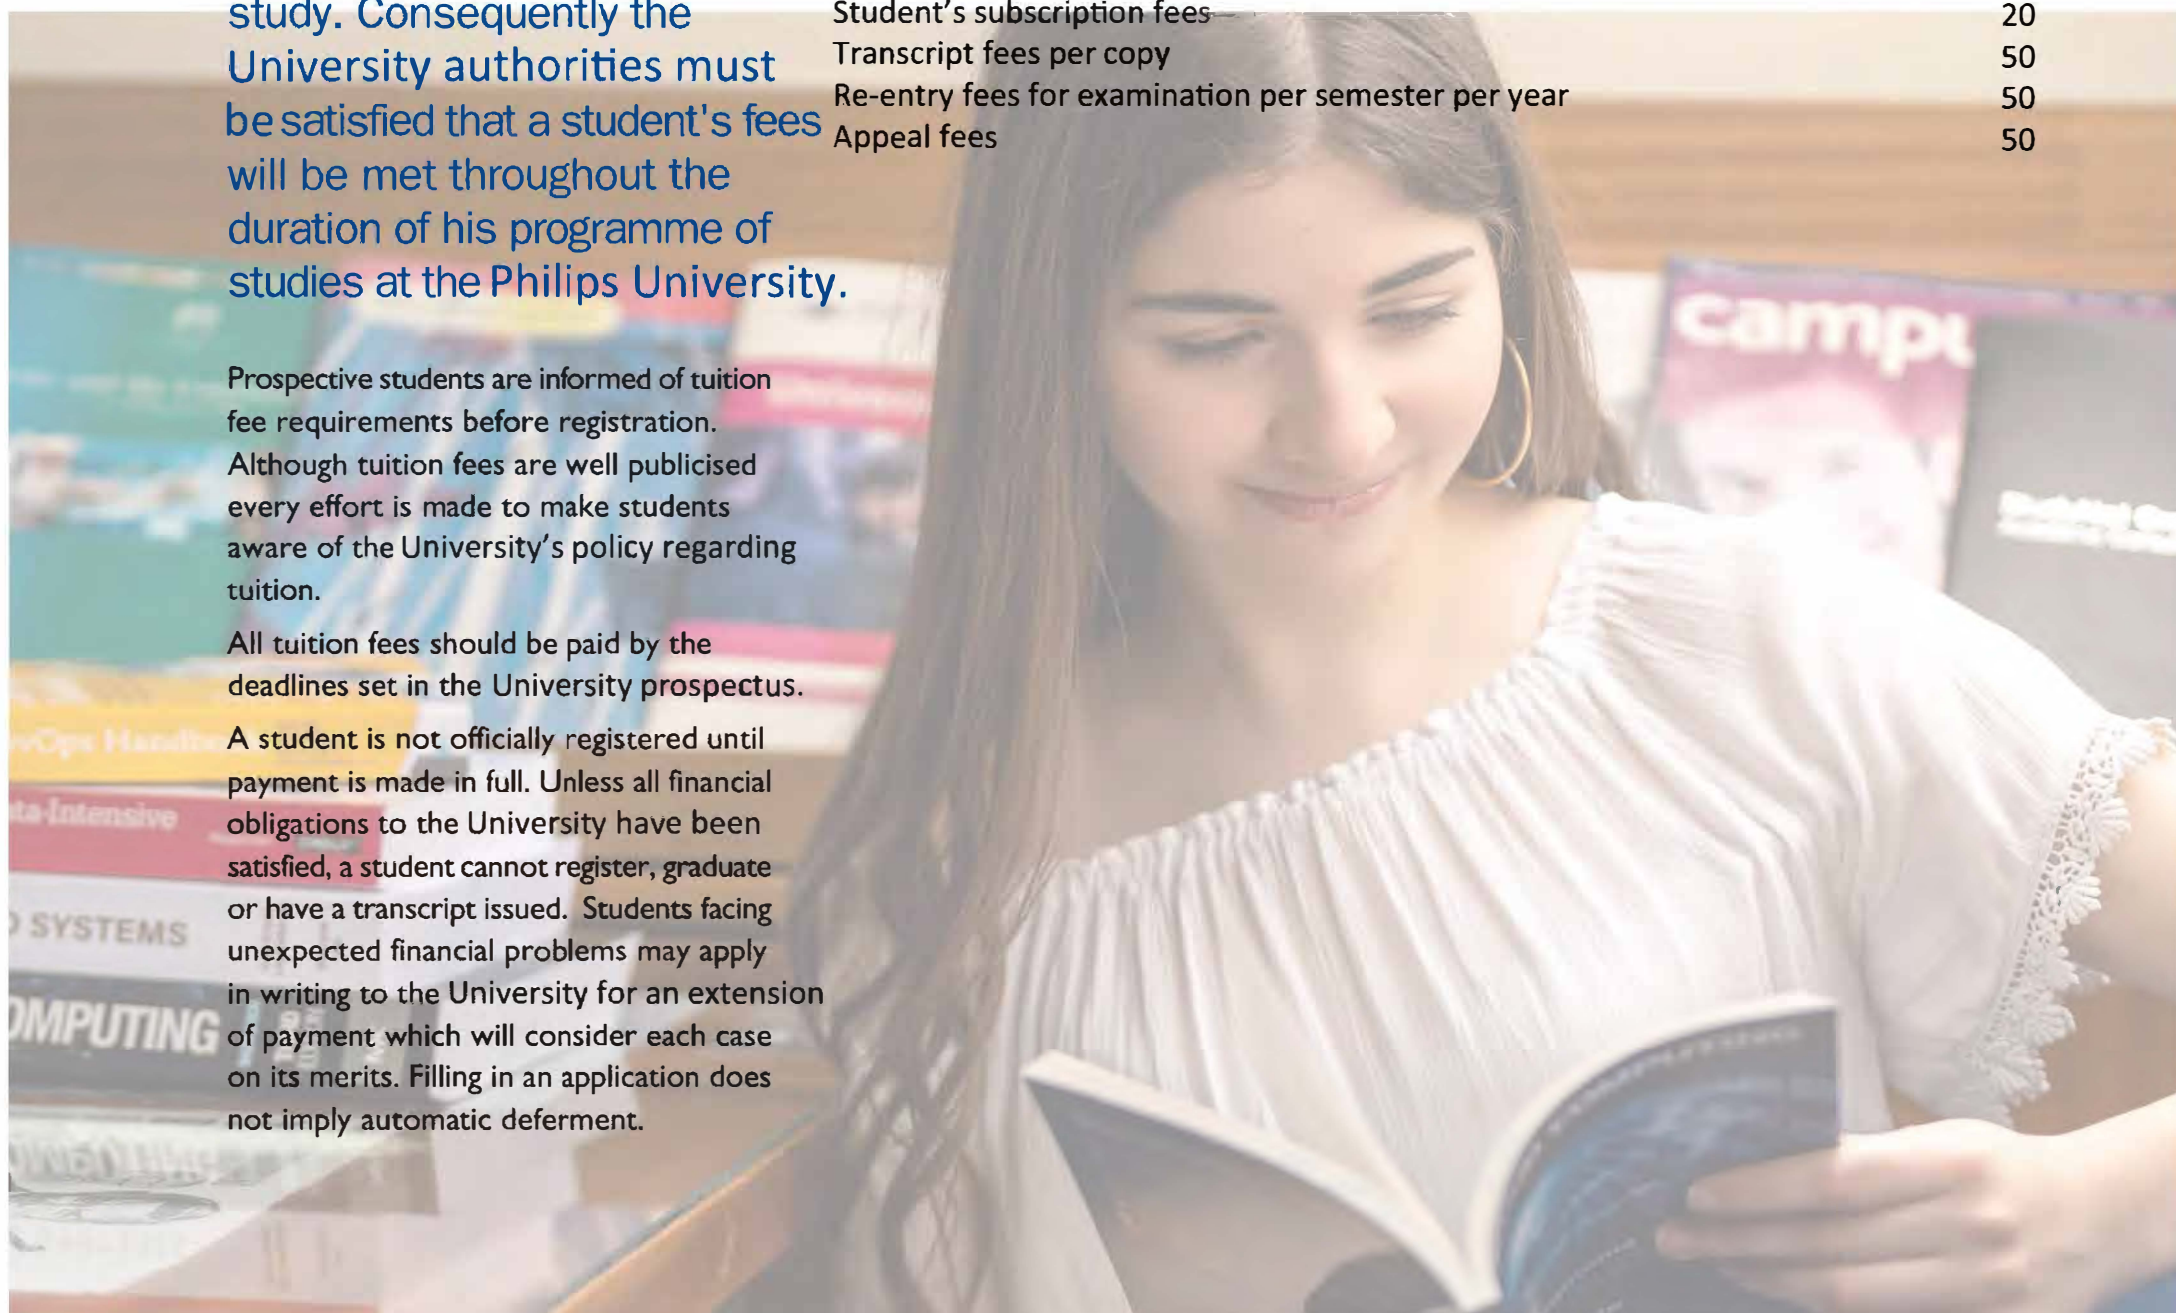 study. Consequently the
University authorities must
be satisfied that a student's fees
will be met throughout the
duration of his programme of
studies at the Philips University.
Prospective students are informed of tuition
fee requirements before registration.
Although tuition fees are well publicised
every effort is made to make students
aware of the University's policy regarding
tuition.
All tuition fees should be paid by the
deadlines set in the University prospectus.
A student is not officially registered until
payment is made in full. Unless all financial
obligations to the University have been
satisfied, a student cannot register, graduate
or have a transcript issued. Students facing
unexpected financial problems may apply
in writing to the University for an extension
of payment which will consider each case
on its merits. Filling in an application does
not imply automatic deferment.
Student's subscription fees 20
Transcript fees per copy 50
Re-entry fees for examination per semester per year 50
Appeal fees 50
campu
ta-Intensive
SYSTEMS
OMPUTING